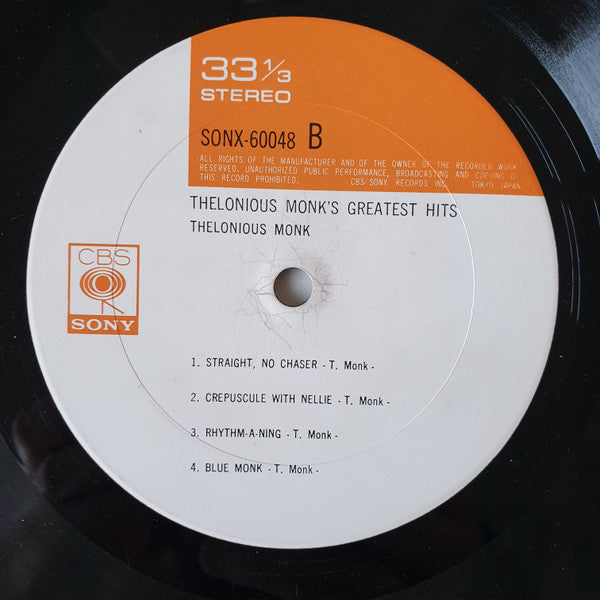 33 1/3
STEREO
SONX-60048 B
ALL RIGHTS OF THE MANUFACTURER AND OF THE OWNER OF THE RECORDED WORK
RESERVED. UNAUTHORIZED PUBLIC PERFORMANCE, BROADCASTING AND COPYING OF
THIS RECORD PROHIBITED. CBS/SONY RECORDS INC. TOKYO, JAPAN.
THELONIOUS MONK'S GREATEST HITS
THELONIOUS MONK
CBS
SONY
1. STRAIGHT, NO CHASER - T. Monk -
2. CREPUSCULE WITH NELLIE - T. Monk -
3. RHYTHM-A-NING - T. Monk -
4. BLUE MONK - T. Monk -